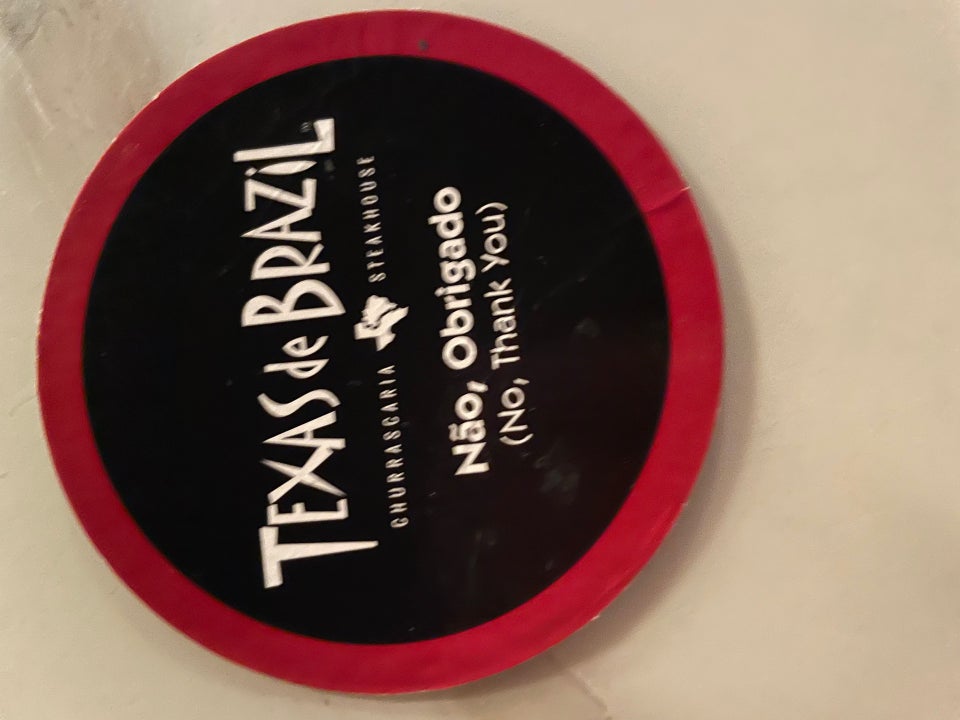 TEXAS de BRAZiL
CHURRASCARIA STEAKHOUSE
Não, Obrigado
(No, Thank You)